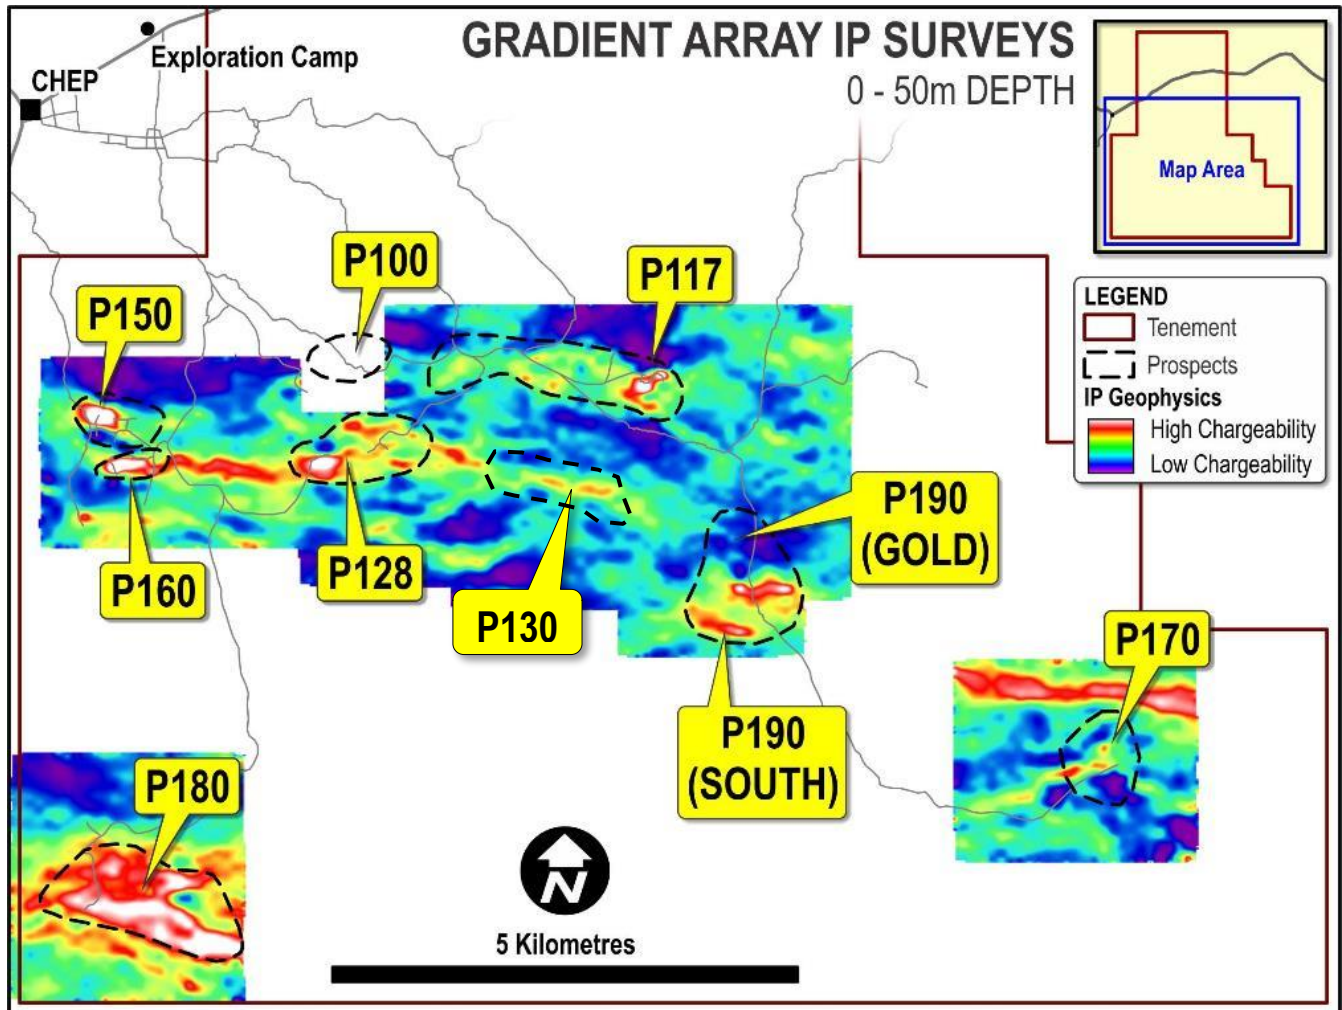 GRADIENT ARRAY IP SURVEYS
0 - 50m DEPTH
Exploration Camp
CHEP
Map Area
P100
P117
P150
LEGEND
Tenement
Prospects
IP Geophysics
High Chargeability
Low Chargeability
P190
(GOLD)
P128
P160
P130
P170
P190
(SOUTH)
P180
N
5 Kilometres